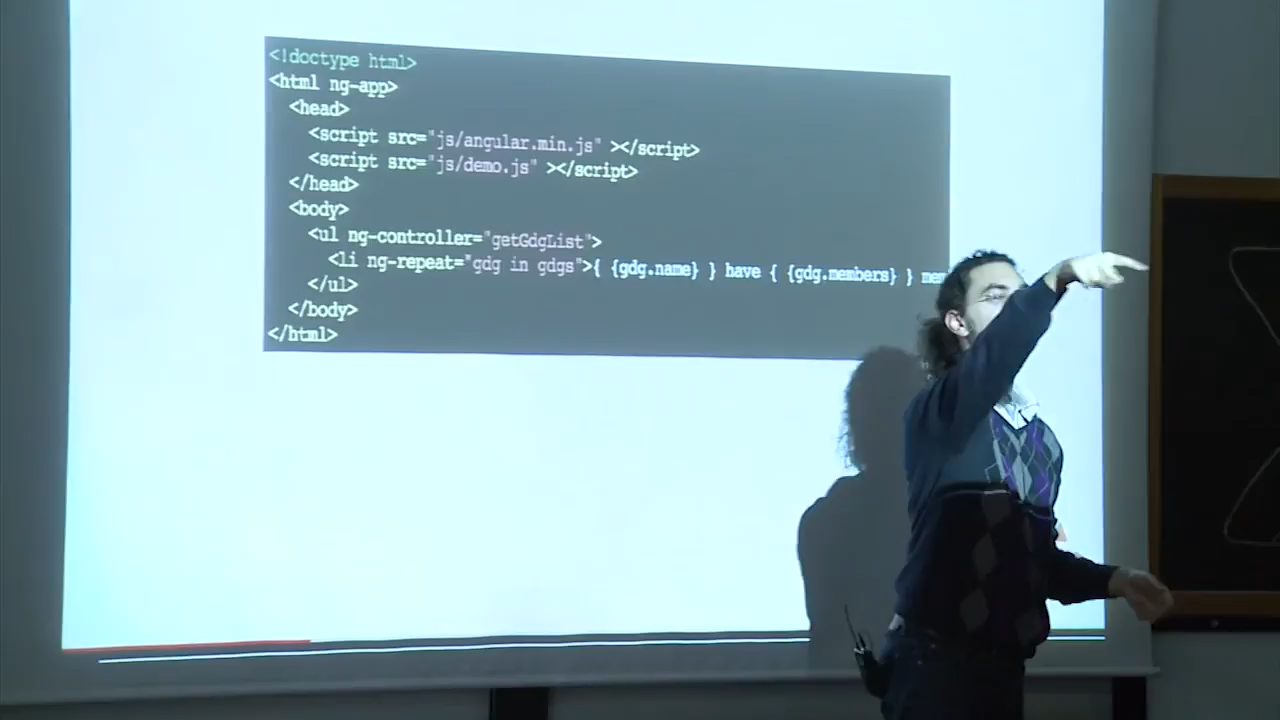 <!doctype html>
<html ng-app>
<head>
<script src="js/angular.min.js" ></script>
<script src="js/demo.js" ></script>
</head>
<body>
<ul ng-controller="getGdgList">
<li ng-repeat="gdg in gdgs">{ {gdg.name} } have { {gdg.members} }
</ul>
</body>
</html>